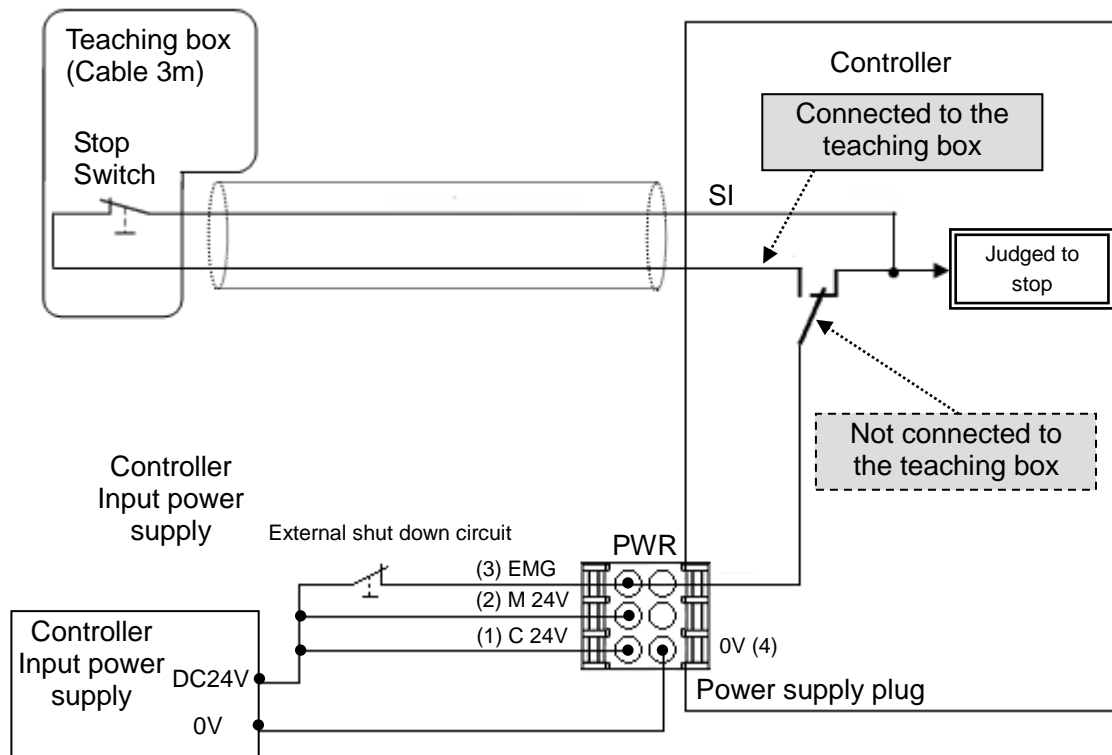 Teaching box
(Cable 3m)
Controller
Connected to the
teaching box
Stop
Switch
SI
Judged to
stop
Not connected to
the teaching box
Controller
Input power
supply
External shut down circuit
PWR
(3) EMG
(2) M 24V
(1) C 24V
0V (4)
Controller
Input power
supply
DC24V
0V
Power supply plug